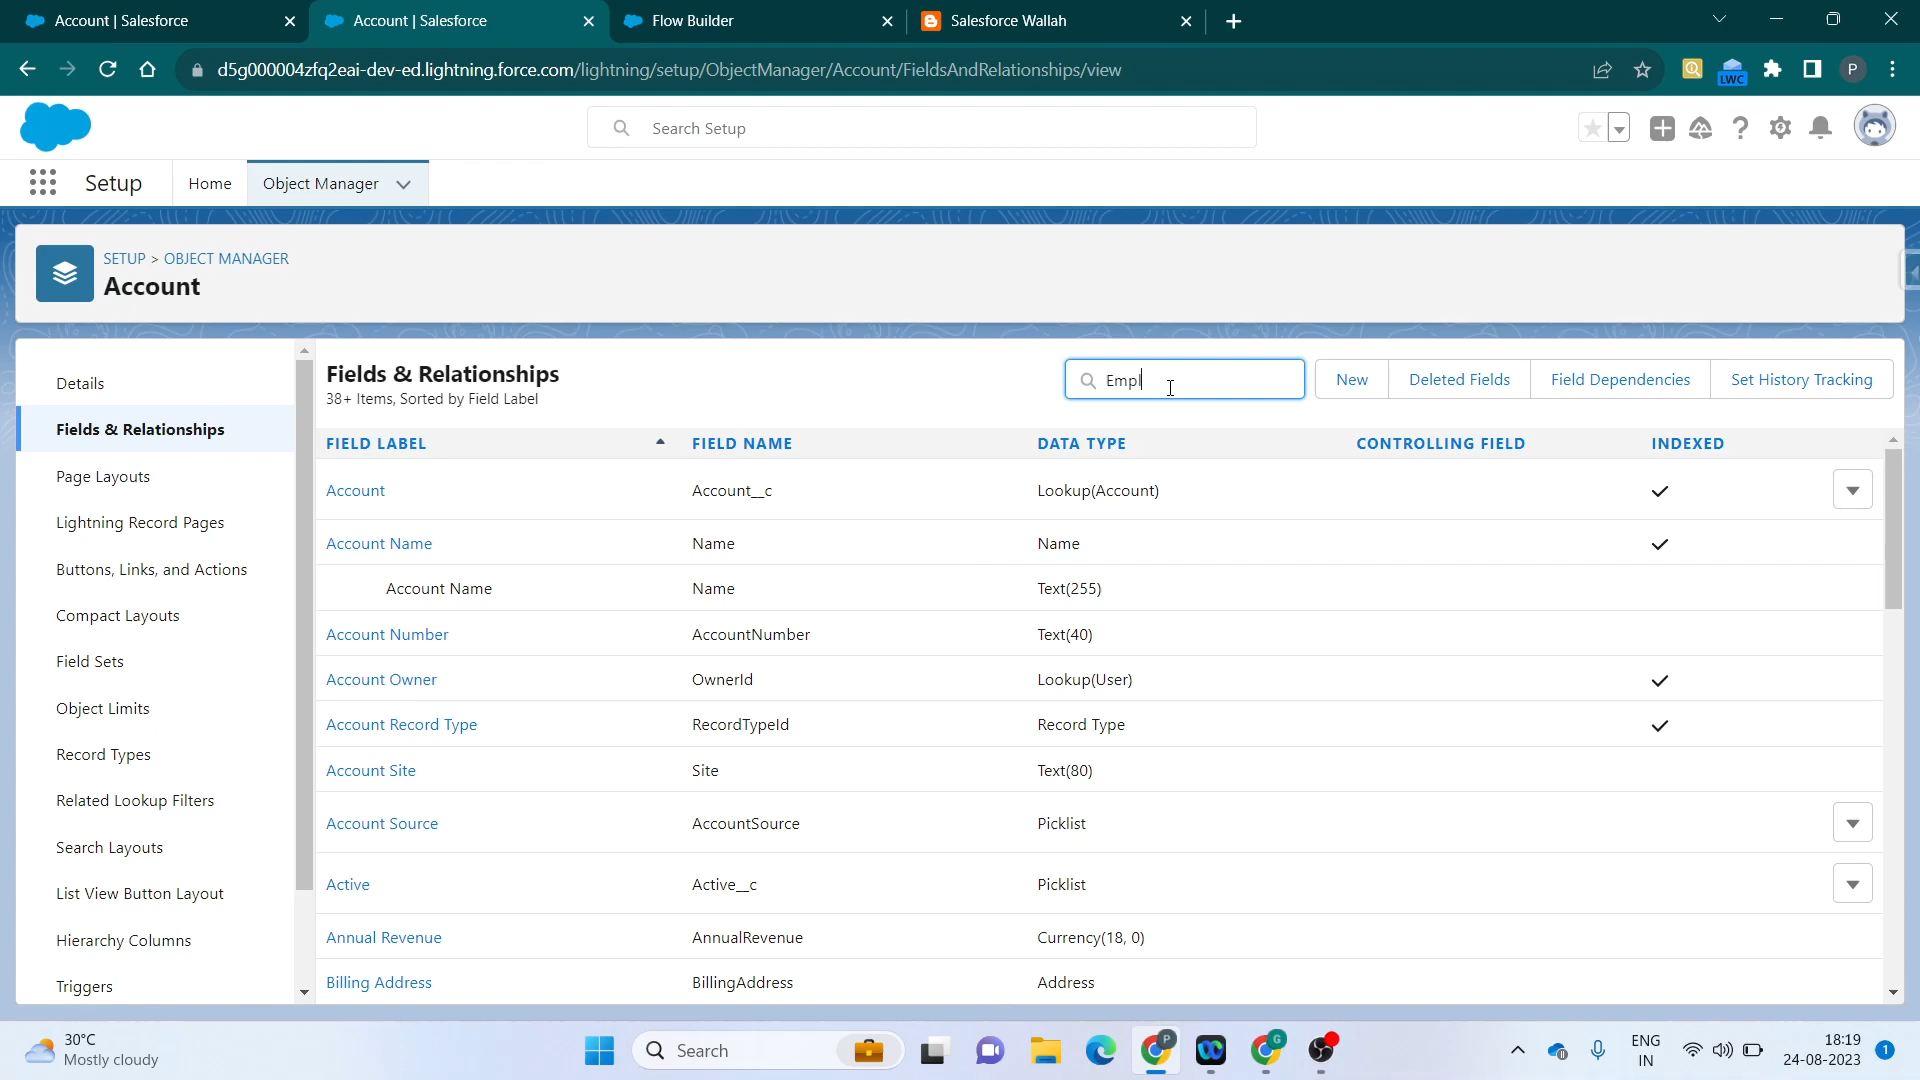 Account | Salesforce
Account | Salesforce
Flow Builder
Salesforce Wallah
d5g000004zfq2eai-dev-ed.lightning.force.com/lightning/setup/ObjectManager/Account/FieldsAndRelationships/view
LWC
P
Search Setup
Setup
Home
Object Manager
SETUP > OBJECT MANAGER
Account
Details
Fields & Relationships
Page Layouts
Lightning Record Pages
Buttons, Links, and Actions
Compact Layouts
Field Sets
Object Limits
Record Types
Related Lookup Filters
Search Layouts
List View Button Layout
Hierarchy Columns
Triggers
Fields & Relationships
38+ Items, Sorted by Field Label
Empl
New
Deleted Fields
Field Dependencies
Set History Tracking
FIELD LABEL FIELD NAME DATA TYPE CONTROLLING FIELD INDEXED
Account Account__c Lookup(Account)
Account Name Name Name
Account Name Name Text(255)
Account Number AccountNumber Text(40)
Account Owner OwnerId Lookup(User)
Account Record Type RecordTypeId Record Type
Account Site Site Text(80)
Account Source AccountSource Picklist
Active Active__c Picklist
Annual Revenue AnnualRevenue Currency(18, 0)
Billing Address BillingAddress Address
30°C
Mostly cloudy
Search
P
G
ENG
IN
18:19
24-08-2023
1